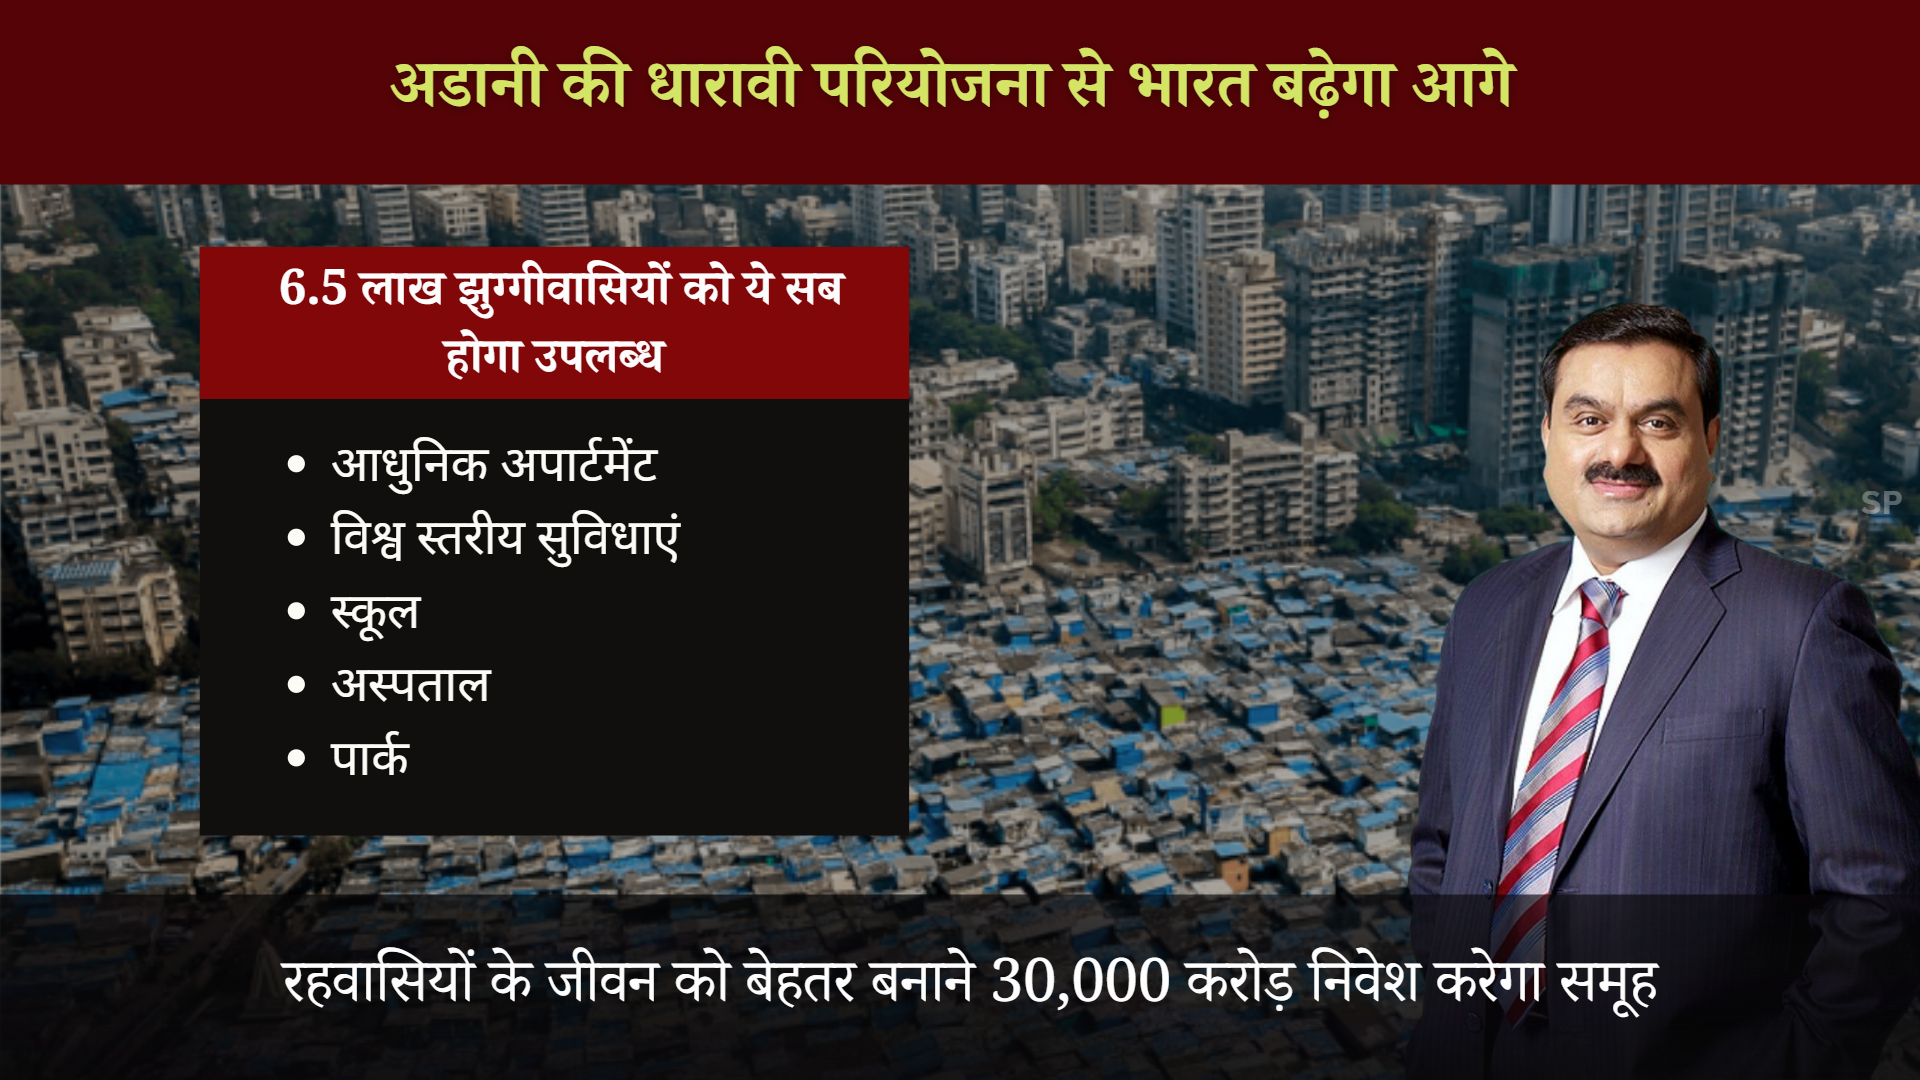 अडानी की धारावी परियोजना से भारत बढ़ेगा आगे
6.5 लाख झुग्गीवासियों को ये सब
होगा उपलब्ध
• आधुनिक अपार्टमेंट
• विश्व स्तरीय सुविधाएं
• स्कूल
• अस्पताल
• पार्क
SP
रहवासियों के जीवन को बेहतर बनाने 30,000 करोड़ निवेश करेगा समूह